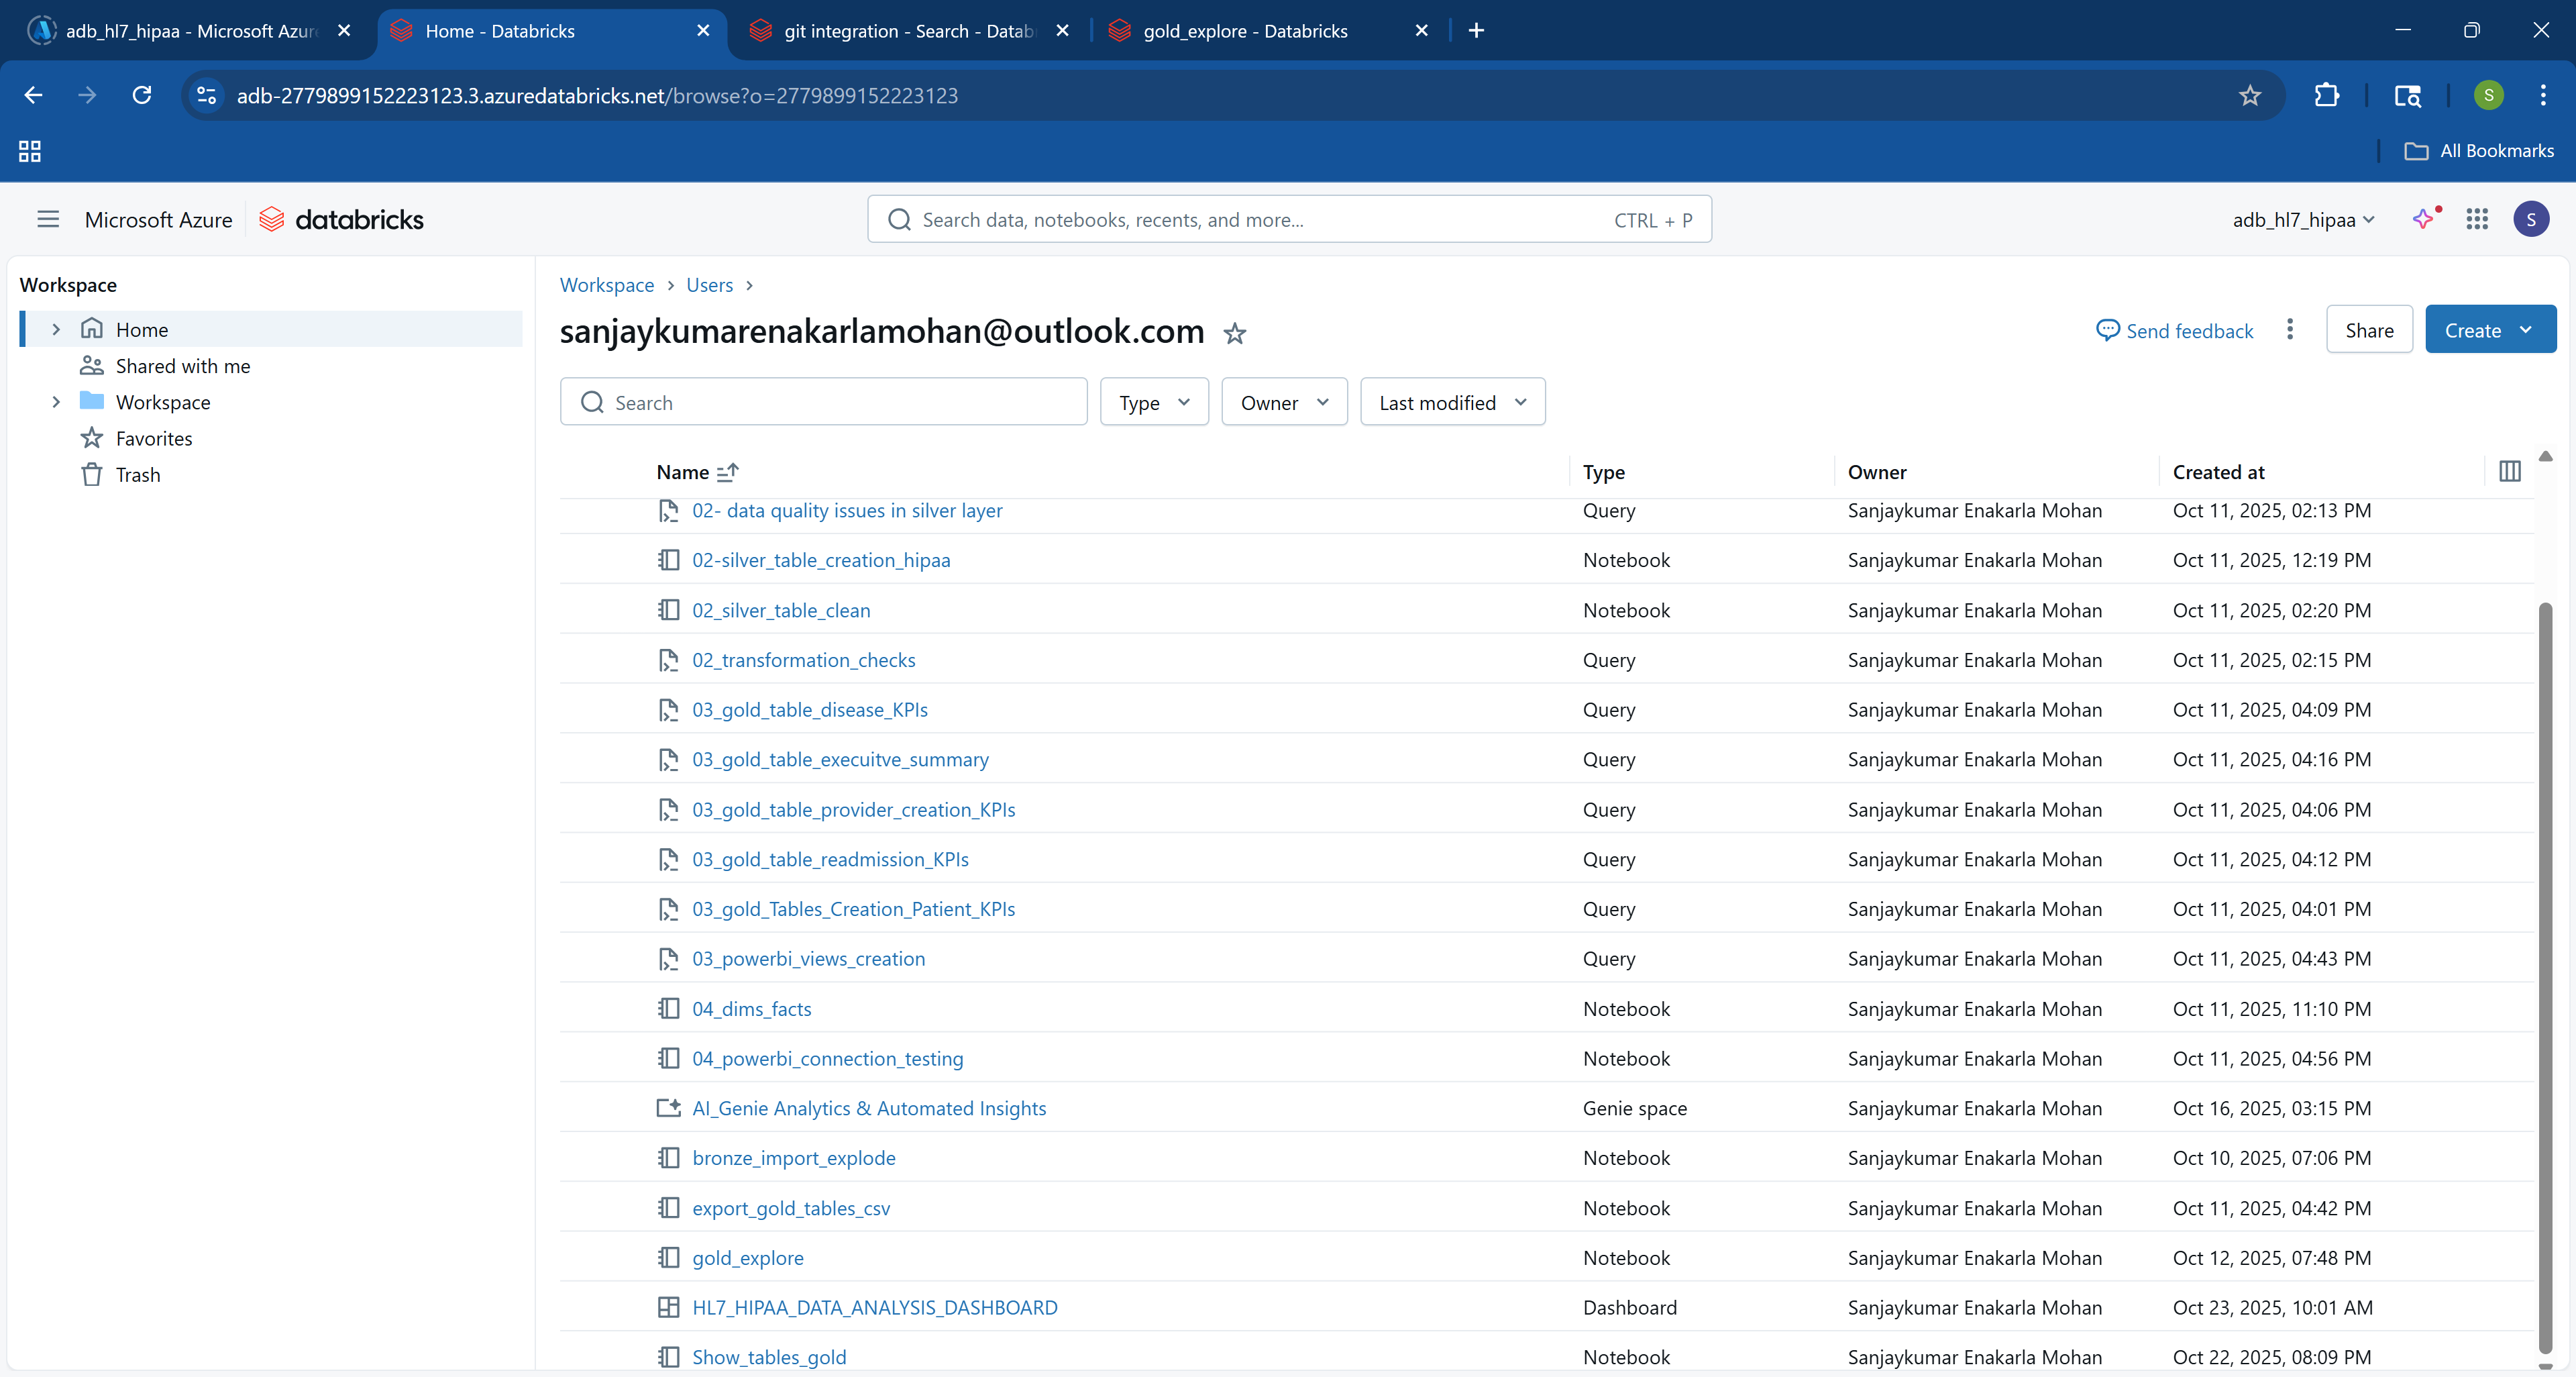 adb_hl7_hipaa - Microsoft Azur
Home - Databricks
git integration - Search - Datab
gold_explore - Databricks
adb-2779899152223123.3.azuredatabricks.net/browse?o=2779899152223123
S
All Bookmarks
Microsoft Azure
databricks
Search data, notebooks, recents, and more...
CTRL + P
adb_hl7_hipaa
S
Workspace
Home
Shared with me
Workspace
Favorites
Trash
Workspace > Users >
sanjaykumarenakarlamohan@outlook.com
Send feedback
Share
Create
Search
Type
Owner
Last modified
Name Type Owner Created at
02- data quality issues in silver layer Query Sanjaykumar Enakarla Mohan Oct 11, 2025, 02:13 PM
02-silver_table_creation_hipaa Notebook Sanjaykumar Enakarla Mohan Oct 11, 2025, 12:19 PM
02_silver_table_clean Notebook Sanjaykumar Enakarla Mohan Oct 11, 2025, 02:20 PM
02_transformation_checks Query Sanjaykumar Enakarla Mohan Oct 11, 2025, 02:15 PM
03_gold_table_disease_KPIs Query Sanjaykumar Enakarla Mohan Oct 11, 2025, 04:09 PM
03_gold_table_execuitve_summary Query Sanjaykumar Enakarla Mohan Oct 11, 2025, 04:16 PM
03_gold_table_provider_creation_KPIs Query Sanjaykumar Enakarla Mohan Oct 11, 2025, 04:06 PM
03_gold_table_readmission_KPIs Query Sanjaykumar Enakarla Mohan Oct 11, 2025, 04:12 PM
03_gold_Tables_Creation_Patient_KPIs Query Sanjaykumar Enakarla Mohan Oct 11, 2025, 04:01 PM
03_powerbi_views_creation Query Sanjaykumar Enakarla Mohan Oct 11, 2025, 04:43 PM
04_dims_facts Notebook Sanjaykumar Enakarla Mohan Oct 11, 2025, 11:10 PM
04_powerbi_connection_testing Notebook Sanjaykumar Enakarla Mohan Oct 11, 2025, 04:56 PM
AI_Genie Analytics & Automated Insights Genie space Sanjaykumar Enakarla Mohan Oct 16, 2025, 03:15 PM
bronze_import_explode Notebook Sanjaykumar Enakarla Mohan Oct 10, 2025, 07:06 PM
export_gold_tables_csv Notebook Sanjaykumar Enakarla Mohan Oct 11, 2025, 04:42 PM
gold_explore Notebook Sanjaykumar Enakarla Mohan Oct 12, 2025, 07:48 PM
HL7_HIPAA_DATA_ANALYSIS_DASHBOARD Dashboard Sanjaykumar Enakarla Mohan Oct 23, 2025, 10:01 AM
Show_tables_gold Notebook Sanjaykumar Enakarla Mohan Oct 22, 2025, 08:09 PM